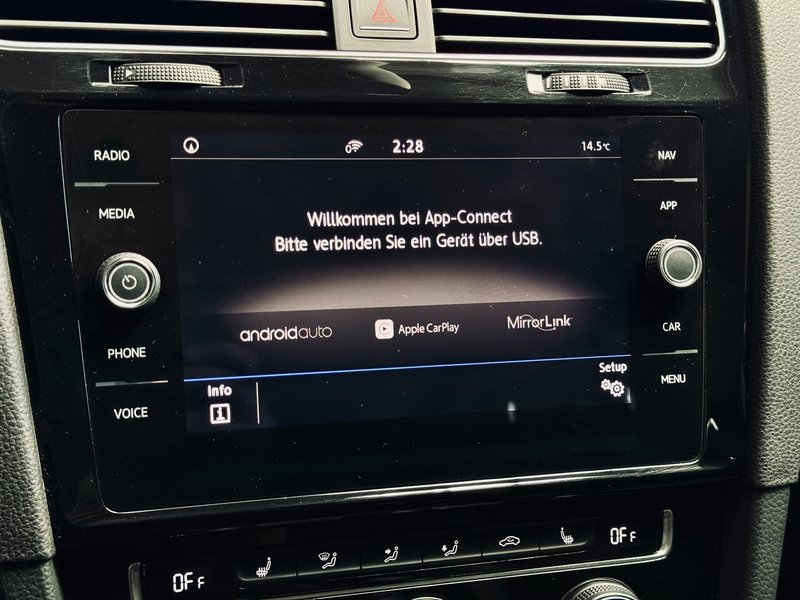 0
2:28
14.5°C
RADIO
MEDIA
PHONE
VOICE
Willkommen bei App-Connect
Bitte verbinden Sie ein Gerät über USB.
androidauto
Apple CarPlay
MirrorLink
Info
Setup
NAV
APP
CAR
MENU
OFF
OFF